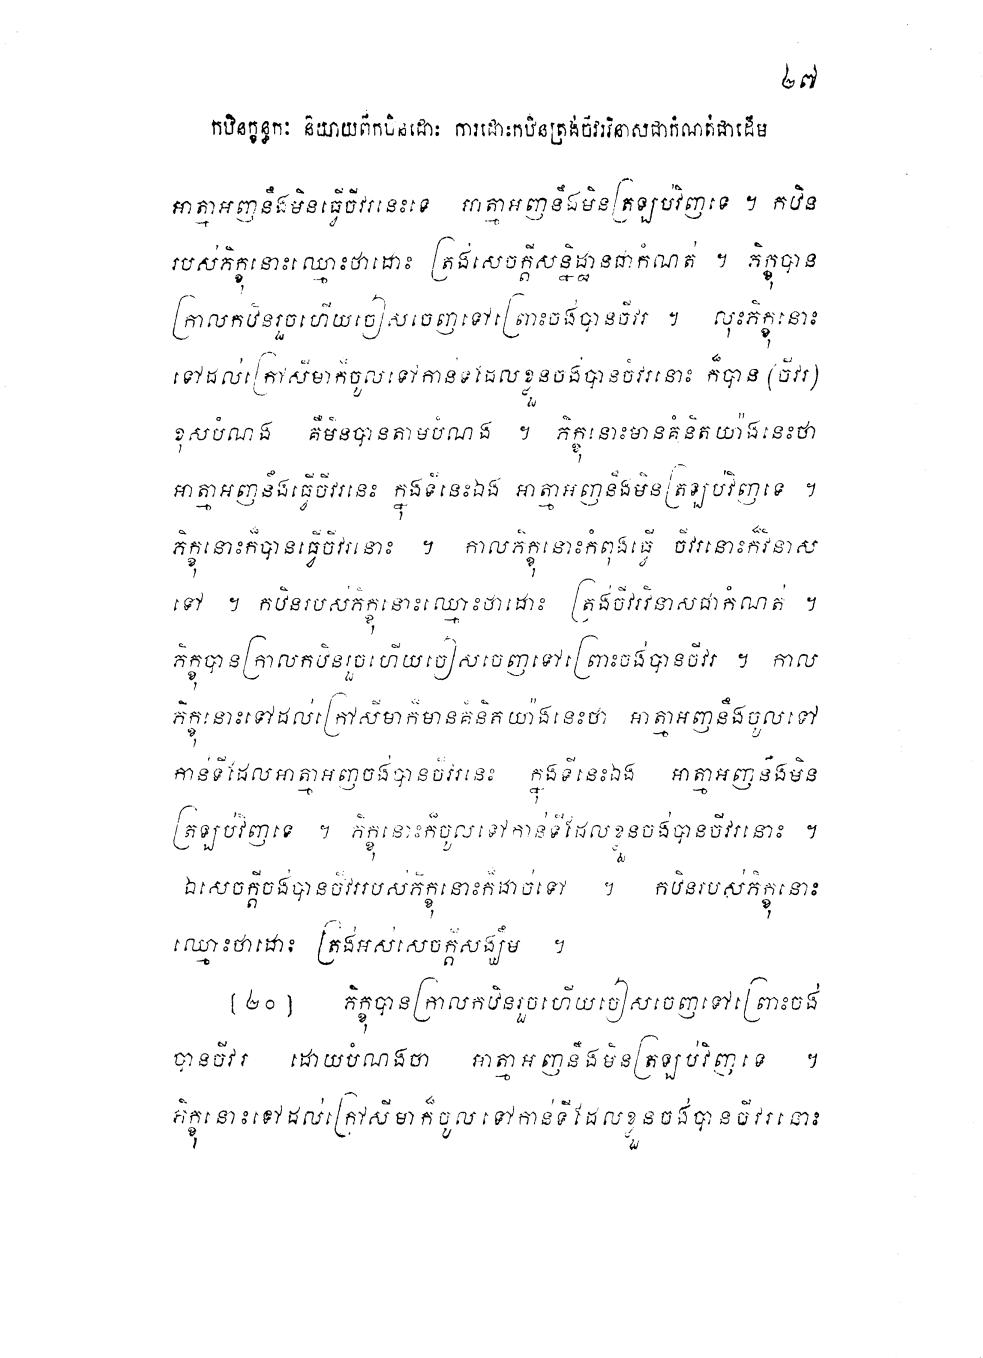 ២៧
កឋិនក្ខន្ធកៈ និយាយពីកឋិនដោះ ការដោះកឋិនត្រង់ចីវរវិនាសជាកំណត់ជាដើម
អាត្មាអញនឹងមិនធ្វើចីវរនេះទេ អាត្មាអញនឹងមិនត្រឡប់វិញទេ ។ កឋិន
របស់ភិក្ខុនោះឈ្មោះថាដោះ ត្រង់សេចក្តីសន្និដ្ឋានជាកំណត់ ។ ភិក្ខុបាន
ក្រាលកឋិនរួចហើយចៀសចេញទៅព្រោះចង់បានចីវរ ។ លុះភិក្ខុនោះ
ទៅដល់ក្រៅសីមាក៏ចូលទៅកាន់ទីដែលខ្លួនចង់បានចីវរនោះ ក៏បាន (ចីវរ)
ខុសបំណង គឺមិនបានតាមបំណង ។ ភិក្ខុនោះមានគំនិតយ៉ាងនេះថា
អាត្មាអញនឹងធ្វើចីវរនេះ ក្នុងទីនេះឯង អាត្មាអញនឹងមិនត្រឡប់វិញទេ ។
ភិក្ខុនោះក៏បានធ្វើចីវរនោះ ។ កាលភិក្ខុនោះកំពុងធ្វើ ចីវរនោះក៏វិនាស
ទៅ ។ កឋិនរបស់ភិក្ខុនោះឈ្មោះថាដោះ ត្រង់ចីវរវិនាសជាកំណត់ ។
ភិក្ខុបានក្រាលកឋិនរួចហើយចៀសចេញទៅព្រោះចង់បានចីវរ ។ កាល
ភិក្ខុនោះទៅដល់ក្រៅសីមាក៏មានគំនិតយ៉ាងនេះថា អាត្មាអញនឹងចូលទៅ
កាន់ទីដែលអាត្មាអញចង់បានចីវរនេះ ក្នុងទីនេះឯង អាត្មាអញនឹងមិន
ត្រឡប់វិញទេ ។ ភិក្ខុនោះក៏ចូលទៅកាន់ទីដែលខ្លួនចង់បានចីវរនោះ ។
ឯសេចក្តីចង់បានចីវររបស់ភិក្ខុនោះក៏ដាច់ទៅ ។ កឋិនរបស់ភិក្ខុនោះ
ឈ្មោះថាដោះ ត្រង់អស់សេចក្តីសង្ឃឹម ។
[២០] ភិក្ខុបានក្រាលកឋិនរួចហើយចៀសចេញទៅព្រោះចង់
បានចីវរ ដោយបំណងថា អាត្មាអញនឹងមិនត្រឡប់វិញទេ ។
ភិក្ខុនោះទៅដល់ក្រៅសីមាក៏ចូលទៅកាន់ទីដែលខ្លួនចង់បានចីវរនោះ